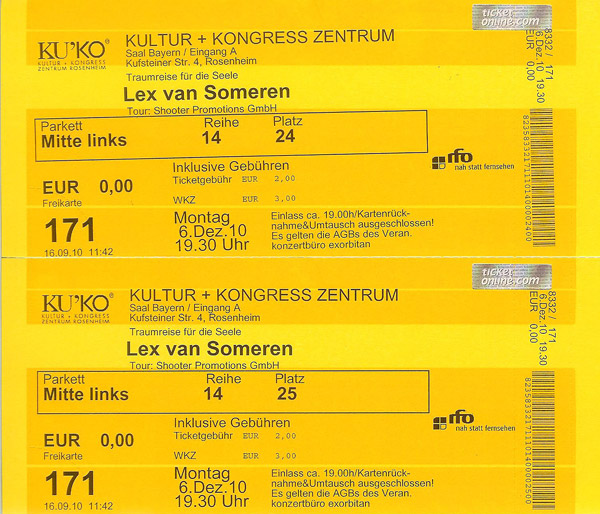 ticket
online.com
KU'KO®
KULTUR + KONGRESS
ZENTRUM ROSENHEIM
KULTUR + KONGRESS ZENTRUM
Saal Bayern / Eingang A
Kufsteiner Str. 4, Rosenheim
Traumreise für die Seele
Lex van Someren
Tour: Shooter Promotions GmbH
Parkett Reihe Platz
Mitte links 14 24
Inklusive Gebühren
EUR 0,00 Ticketgebühr EUR 2,00
Freikarte WKZ EUR 3,00
rfo
nah statt fernsehen
171
16.09.10 11:42
Montag
6.Dez.10
19.30 Uhr
Einlass ca. 19.00h/Kartenrück-
nahme&Umtausch ausgeschlossen!
Es gelten die AGBs des Veran.
konzertbüro exorbitan
8332 / 171
6.Dez.10 19.30
EUR 0,00
823583321711101400002400
ticket
online.com
KU'KO®
KULTUR + KONGRESS
ZENTRUM ROSENHEIM
KULTUR + KONGRESS ZENTRUM
Saal Bayern / Eingang A
Kufsteiner Str. 4, Rosenheim
Traumreise für die Seele
Lex van Someren
Tour: Shooter Promotions GmbH
Parkett Reihe Platz
Mitte links 14 25
Inklusive Gebühren
EUR 0,00 Ticketgebühr EUR 2,00
Freikarte WKZ EUR 3,00
rfo
nah statt fernsehen
171
16.09.10 11:42
Montag
6.Dez.10
19.30 Uhr
Einlass ca. 19.00h/Kartenrück-
nahme&Umtausch ausgeschlossen!
Es gelten die AGBs des Veran.
konzertbüro exorbitan
8332 / 171
6.Dez.10 19.30
EUR 0,00
823583321711101400002500